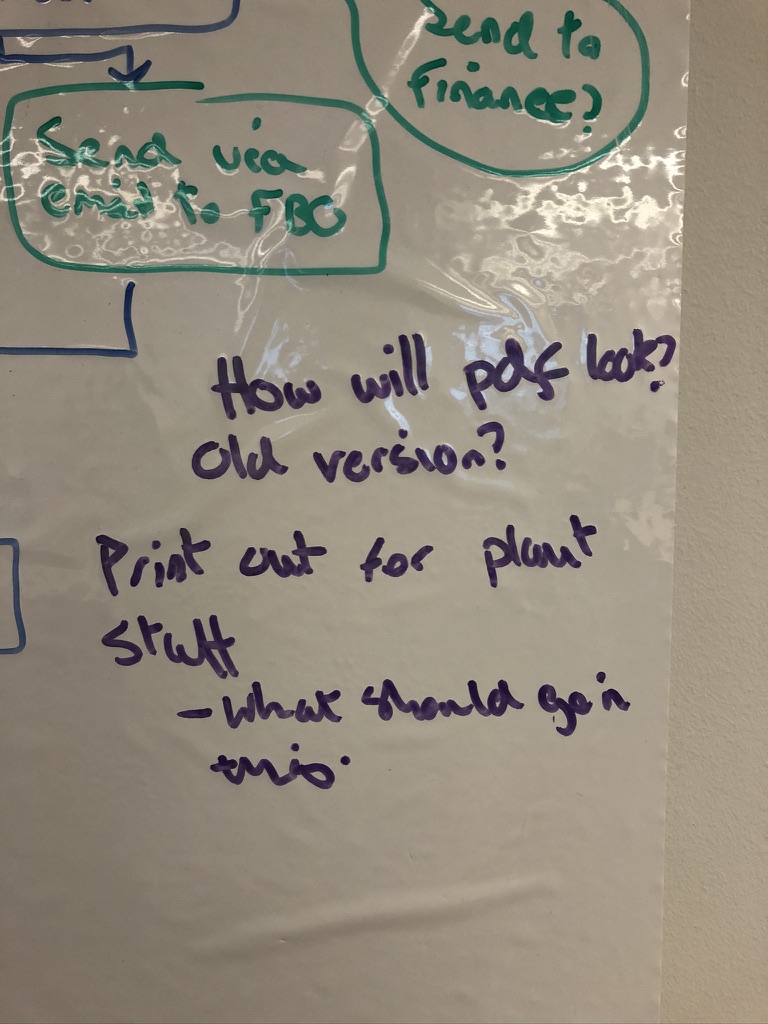 Send to
Finance?
Send via
email to FBO
How will pdf look?
Old version?
Print out for plant
staff
- What should go in
this.